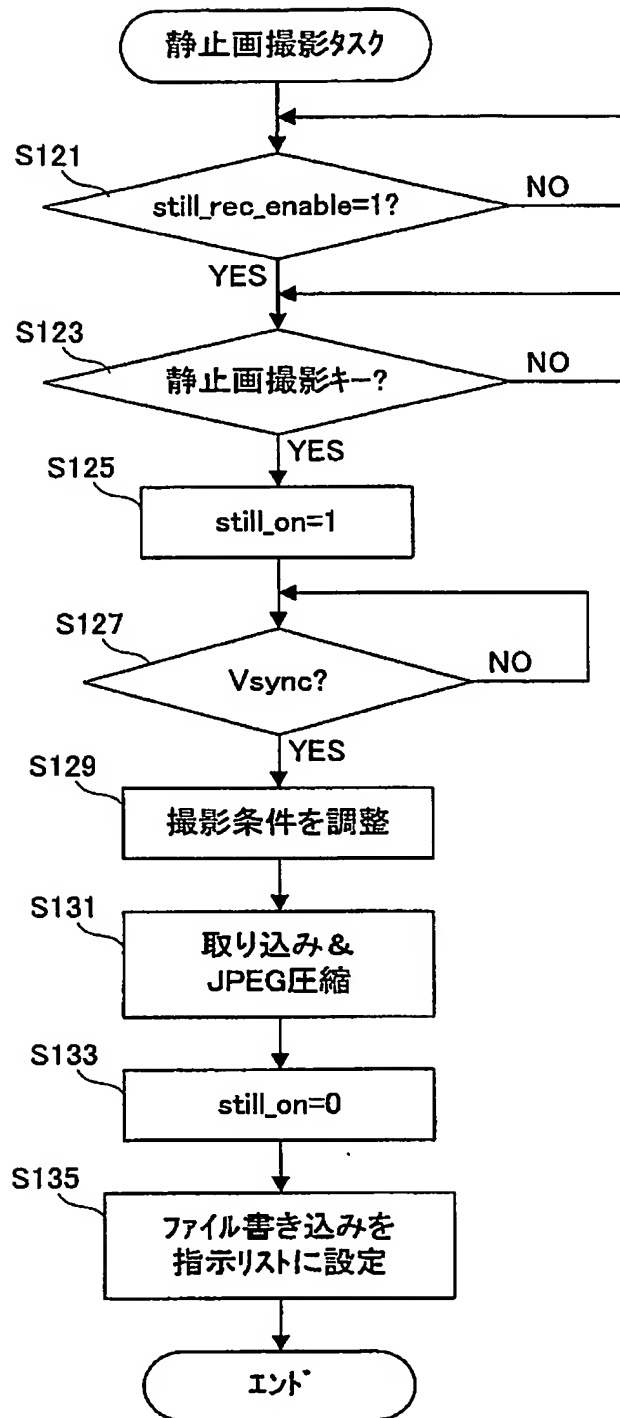 静止画撮影タスク
S121
still_rec_enable=1?
NO
YES
S123
静止画撮影キー?
NO
YES
S125
still_on=1
S127
Vsync?
NO
YES
S129
撮影条件を調整
S131
取り込み&
JPEG圧縮
S133
still_on=0
S135
ファイル書き込みを
指示リストに設定
エンド